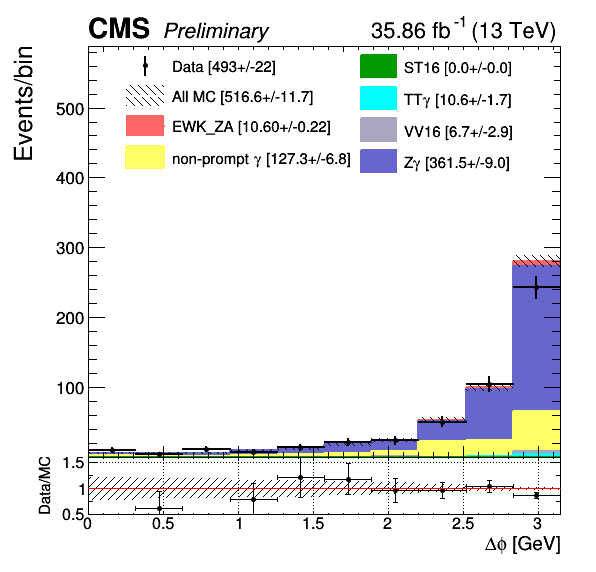 CMS Preliminary 35.86 fb⁻¹ (13 TeV)
Events/bin
Data [493+/-22]
All MC [516.6+/-11.7]
EWK_ZA [10.60+/-0.22]
non-prompt γ [127.3+/-6.8]
ST16 [0.0+/-0.0]
TTγ [10.6+/-1.7]
VV16 [6.7+/-2.9]
Zγ [361.5+/-9.0]
500
400
300
200
100
Data/MC
1.5
1
0.5
0 0.5 1 1.5 2 2.5 3
Δϕ [GeV]